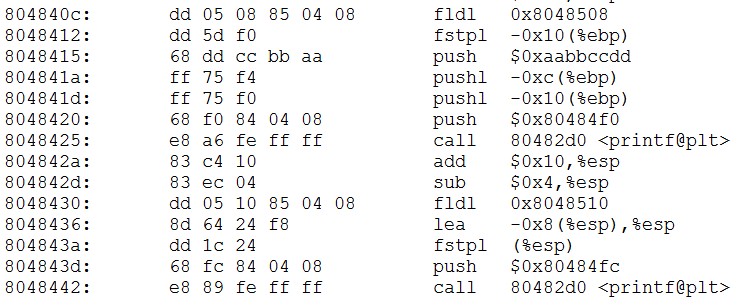 804840c: dd 05 08 85 04 08 fldl 0x8048508
8048412: dd 5d f0 fstpl -0x10(%ebp)
8048415: 68 dd cc bb aa push $0xaabbccdd
804841a: ff 75 f4 pushl -0xc(%ebp)
804841d: ff 75 f0 pushl -0x10(%ebp)
8048420: 68 f0 84 04 08 push $0x80484f0
8048425: e8 a6 fe ff ff call 80482d0 <printf@plt>
804842a: 83 c4 10 add $0x10,%esp
804842d: 83 ec 04 sub $0x4,%esp
8048430: dd 05 10 85 04 08 fldl 0x8048510
8048436: 8d 64 24 f8 lea -0x8(%esp),%esp
804843a: dd 1c 24 fstpl (%esp)
804843d: 68 fc 84 04 08 push $0x80484fc
8048442: e8 89 fe ff ff call 80482d0 <printf@plt>